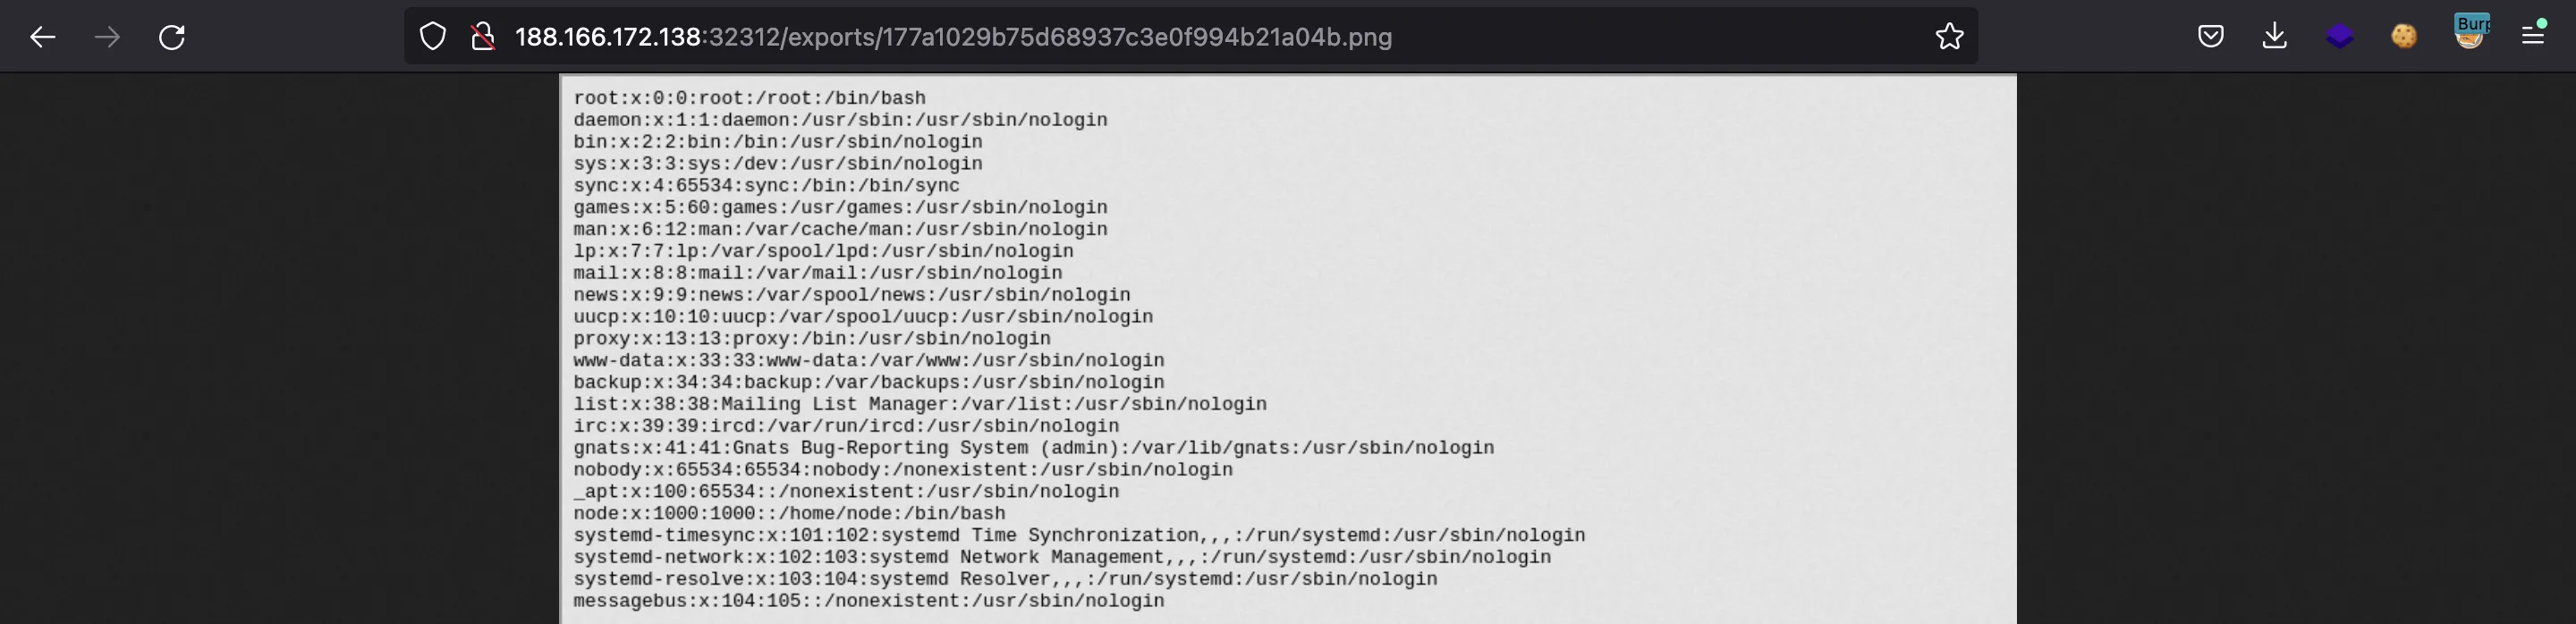 188.166.172.138:32312/exports/177a1029b75d68937c3e0f994b21a04b.png
Burp
root:x:0:0:root:/root:/bin/bash
daemon:x:1:1:daemon:/usr/sbin:/usr/sbin/nologin
bin:x:2:2:bin:/bin:/usr/sbin/nologin
sys:x:3:3:sys:/dev:/usr/sbin/nologin
sync:x:4:65534:sync:/bin:/bin/sync
games:x:5:60:games:/usr/games:/usr/sbin/nologin
man:x:6:12:man:/var/cache/man:/usr/sbin/nologin
lp:x:7:7:lp:/var/spool/lpd:/usr/sbin/nologin
mail:x:8:8:mail:/var/mail:/usr/sbin/nologin
news:x:9:9:news:/var/spool/news:/usr/sbin/nologin
uucp:x:10:10:uucp:/var/spool/uucp:/usr/sbin/nologin
proxy:x:13:13:proxy:/bin:/usr/sbin/nologin
www-data:x:33:33:www-data:/var/www:/usr/sbin/nologin
backup:x:34:34:backup:/var/backups:/usr/sbin/nologin
list:x:38:38:Mailing List Manager:/var/list:/usr/sbin/nologin
irc:x:39:39:ircd:/var/run/ircd:/usr/sbin/nologin
gnats:x:41:41:Gnats Bug-Reporting System (admin):/var/lib/gnats:/usr/sbin/nologin
nobody:x:65534:65534:nobody:/nonexistent:/usr/sbin/nologin
_apt:x:100:65534::/nonexistent:/usr/sbin/nologin
node:x:1000:1000::/home/node:/bin/bash
systemd-timesync:x:101:102:systemd Time Synchronization,,,:/run/systemd:/usr/sbin/nologin
systemd-network:x:102:103:systemd Network Management,,,:/run/systemd:/usr/sbin/nologin
systemd-resolve:x:103:104:systemd Resolver,,,:/run/systemd:/usr/sbin/nologin
messagebus:x:104:105::/nonexistent:/usr/sbin/nologin